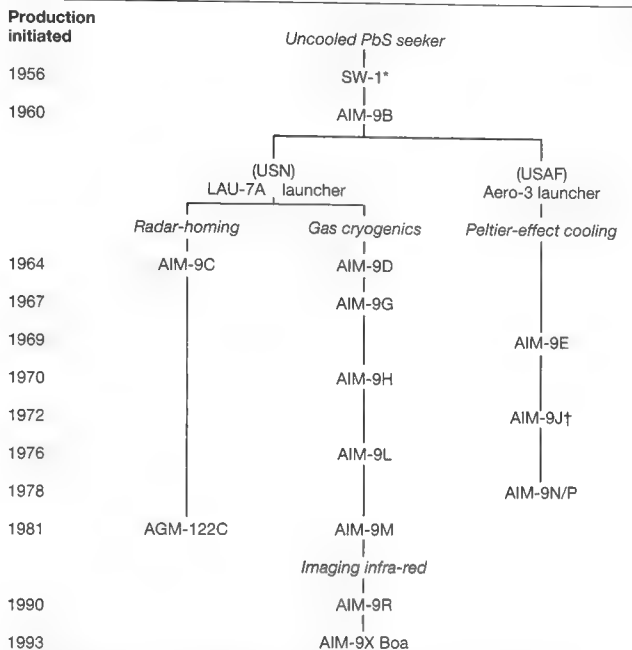 Production
initiated
Uncooled PbS seeker
1956 SW-1*
1960 AIM-9B
(USN) (USAF)
LAU-7A launcher Aero-3 launcher
Radar-homing Gas cryogenics Peltier-effect cooling
1964 AIM-9C AIM-9D
1967 AIM-9G
1969 AIM-9E
1970 AIM-9H
1972 AIM-9J†
1976 AIM-9L
1978 AIM-9N/P
1981 AGM-122C AIM-9M
Imaging infra-red
1990 AIM-9R
1993 AIM-9X Boa